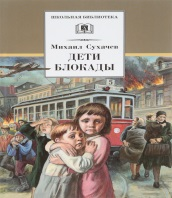 ШКОЛЬНАЯ БИБЛИОТЕКА
Михаил Сухачев
ДЕТИ
БЛОКАДЫ